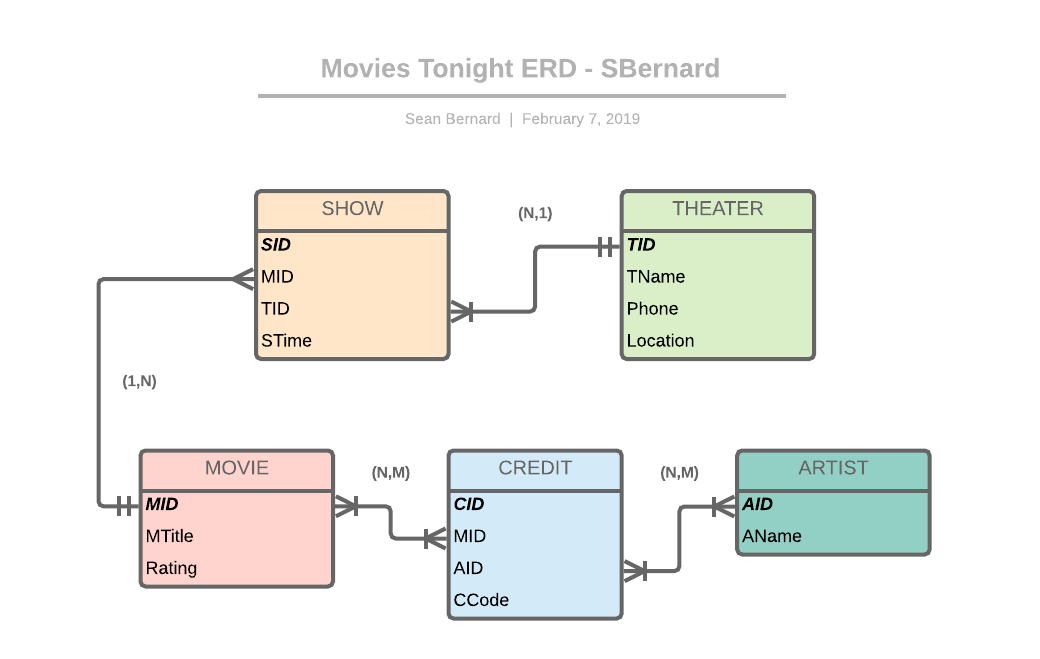 Movies Tonight ERD - SBernard
Sean Bernard | February 7, 2019
SHOW
SID
MID
TID
STime
(N,1)
THEATER
TID
TName
Phone
Location
(1,N)
MOVIE
MID
MTitle
Rating
(N,M)
CREDIT
CID
MID
AID
CCode
(N,M)
ARTIST
AID
AName